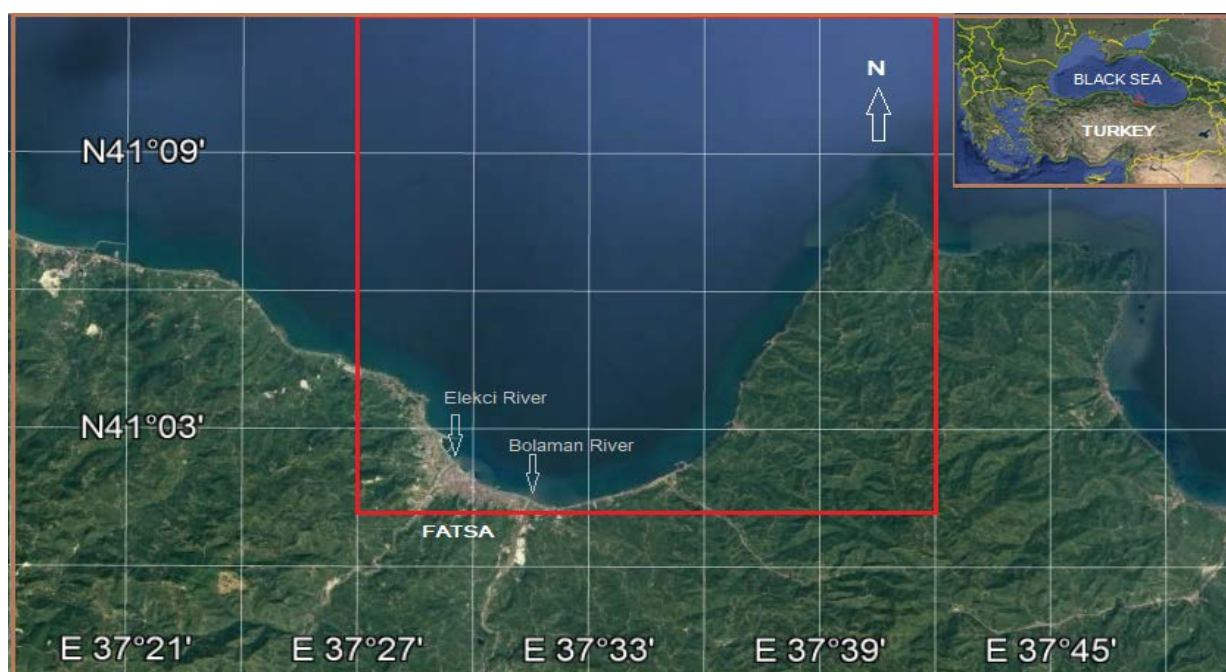 N
BLACK SEA
TURKEY
N41°09'
Elekci River
N41°03'
Bolaman River
FATSA
E 37°21'
E 37°27'
E 37°33'
E 37°39'
E 37°45'